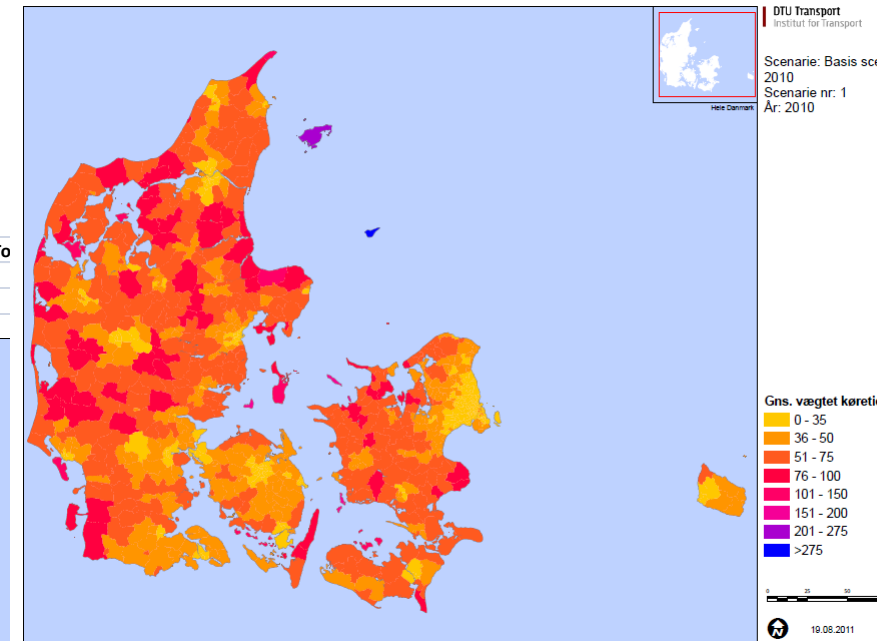 DTU Transport
Institut for Transport
Hele Danmark
Scenarie: Basis sce
2010
Scenarie nr: 1
År: 2010
Gns. vægtet køretid
0 - 35
36 - 50
51 - 75
76 - 100
101 - 150
151 - 200
201 - 275
>275
0 25 50
19.08.2011